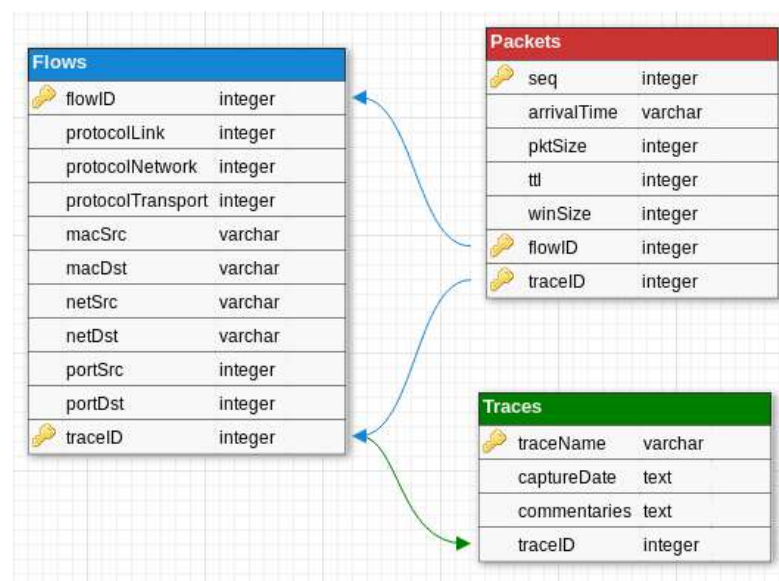 Flows
flowID integer
protocolLink integer
protocolNetwork integer
protocolTransport integer
macSrc varchar
macDst varchar
netSrc varchar
netDst varchar
portSrc integer
portDst integer
traceID integer
Packets
seq integer
arrivalTime varchar
pktSize integer
ttl integer
winSize integer
flowID integer
traceID integer
Traces
traceName varchar
captureDate text
commentaries text
traceID integer